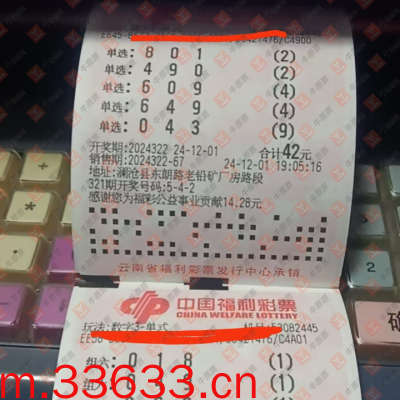 单选: 8 0 1 (2)
单选: 4 9 0 (2)
单选: 6 0 9 (4)
单选: 6 4 9 (4)
单选: 0 4 3 (9)
开奖期:2024322 24-12-01 合计42元
销售期:2024322-67 24-12-01 19:05:16
地址:澜沧县东朗路老铅矿厂房路段
321期开奖号码:5-4-2
感谢您为福彩公益事业贡献14.28元
云南省福利彩票发行中心承销
中国福利彩票
CHINA WELFARE LOTTERY
玩法:数字3-单式 53082445
/C4A01
组六: 0 1 8 (1)
(1)
2
m.33633.cn